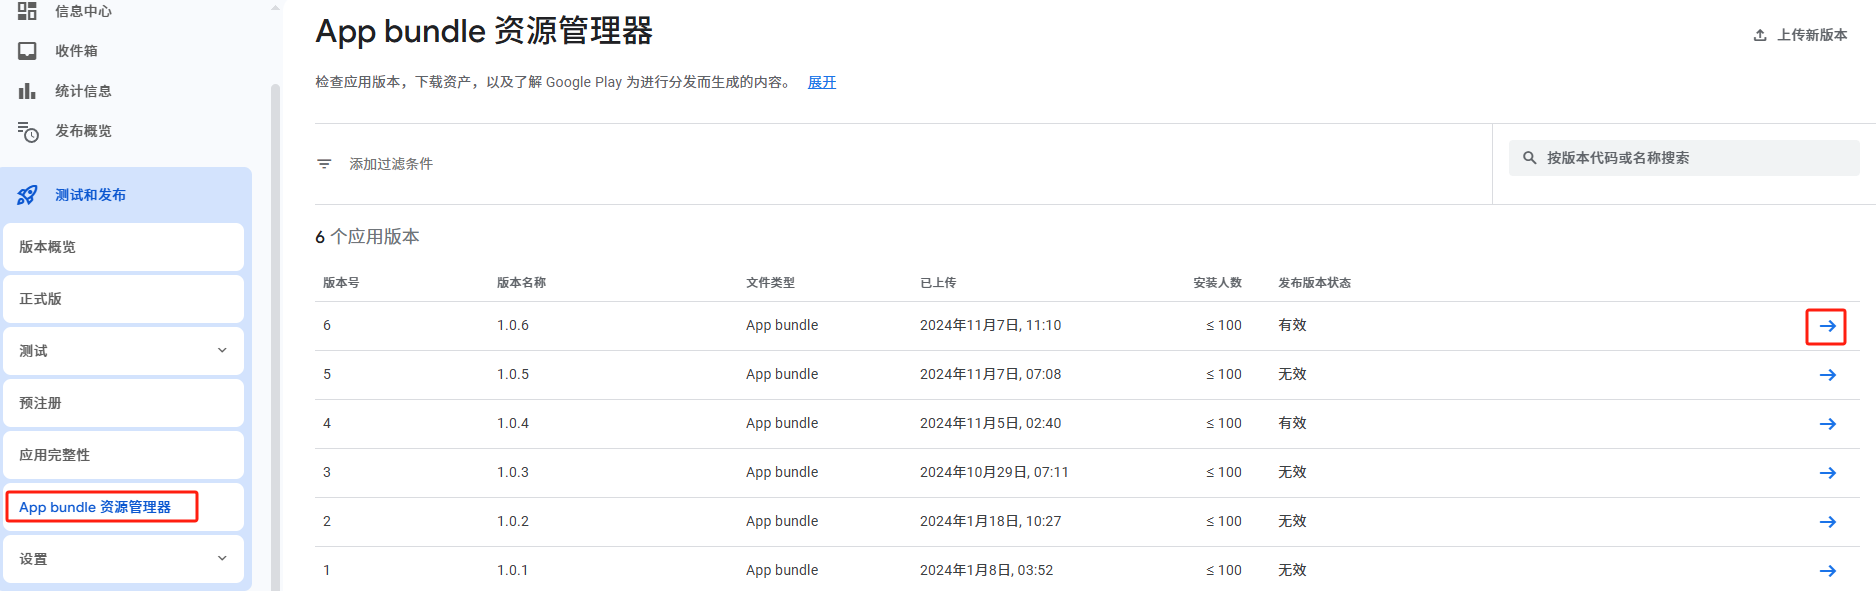 信息中心
收件箱
统计信息
发布概览
测试和发布
版本概览
正式版
测试
预注册
应用完整性
App bundle 资源管理器
设置
App bundle 资源管理器
上传新版本
检查应用版本，下载资产，以及了解 Google Play 为进行分发而生成的内容。 展开
添加过滤条件
按版本代码或名称搜索
6 个应用版本
版本号 版本名称 文件类型 已上传 安装人数 发布版本状态
6 1.0.6 App bundle 2024年11月7日, 11:10 ≤ 100 有效
5 1.0.5 App bundle 2024年11月7日, 07:08 ≤ 100 无效
4 1.0.4 App bundle 2024年11月5日, 02:40 ≤ 100 有效
3 1.0.3 App bundle 2024年10月29日, 07:11 ≤ 100 无效
2 1.0.2 App bundle 2024年1月18日, 10:27 ≤ 100 无效
1 1.0.1 App bundle 2024年1月8日, 03:52 ≤ 100 无效